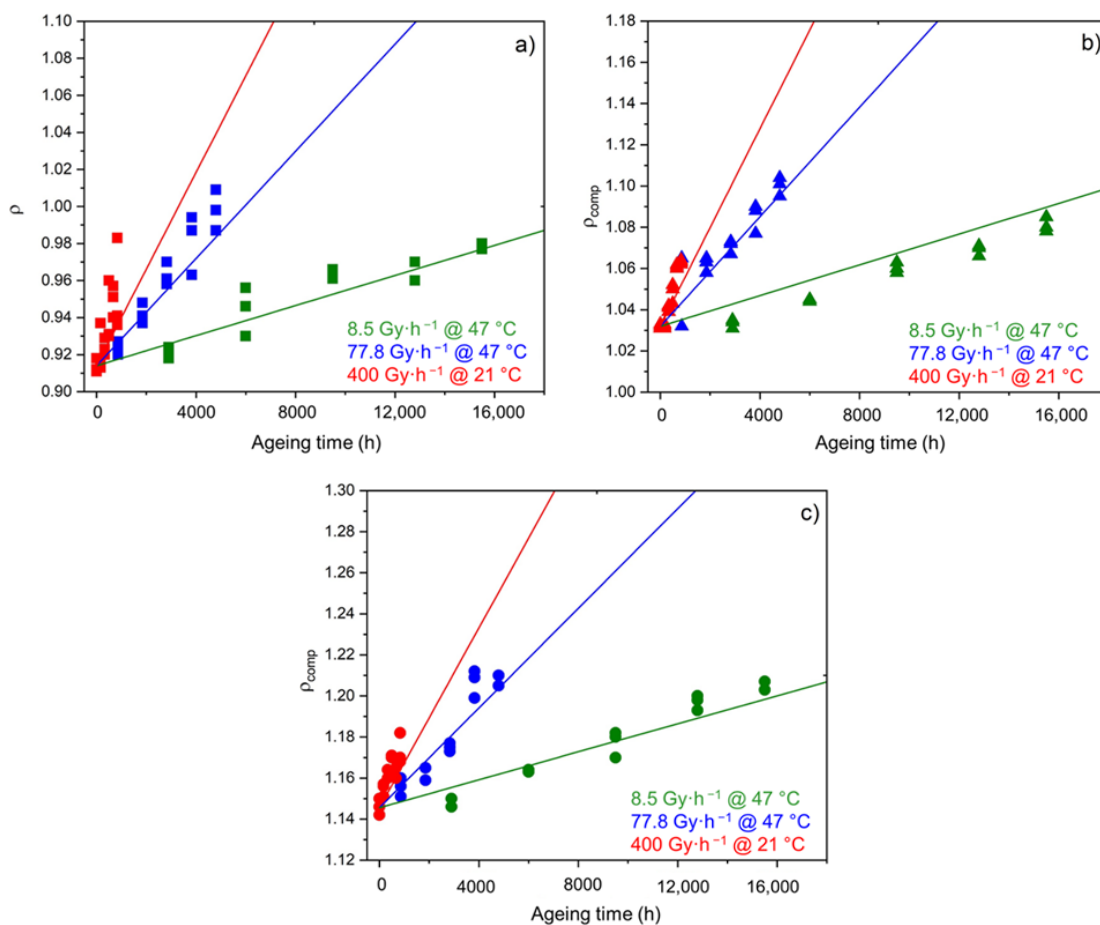 a)
1.10
1.08
1.06
1.04
1.02
1.00
0.98
0.96
0.94
0.92
0.90
ρ
8.5 Gy·h⁻¹ @ 47 °C
77.8 Gy·h⁻¹ @ 47 °C
400 Gy·h⁻¹ @ 21 °C
0 4000 8000 12,000 16,000
Ageing time (h)
b)
1.18
1.16
1.14
1.12
1.10
1.08
1.06
1.04
1.02
1.00
ρcomp
8.5 Gy·h⁻¹ @ 47 °C
77.8 Gy·h⁻¹ @ 47 °C
400 Gy·h⁻¹ @ 21 °C
0 4000 8000 12,000 16,000
Ageing time (h)
c)
1.30
1.28
1.26
1.24
1.22
1.20
1.18
1.16
1.14
1.12
ρcomp
8.5 Gy·h⁻¹ @ 47 °C
77.8 Gy·h⁻¹ @ 47 °C
400 Gy·h⁻¹ @ 21 °C
0 4000 8000 12,000 16,000
Ageing time (h)